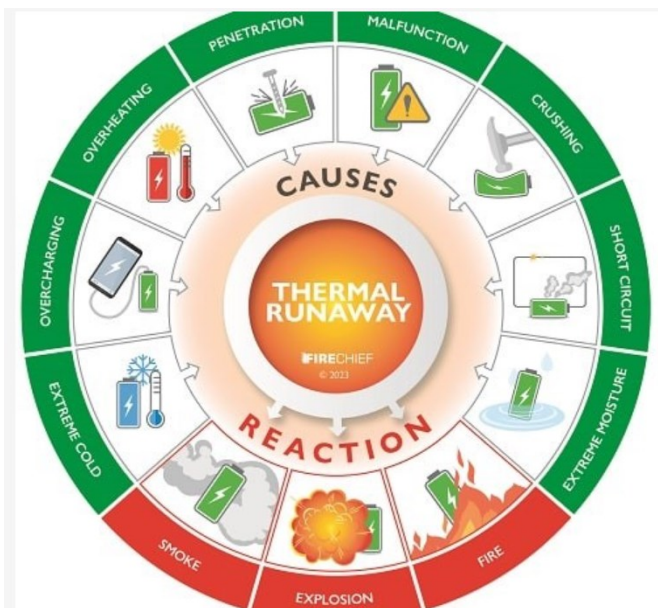 PENETRATION
MALFUNCTION
CRUSHING
SHORT CIRCUIT
EXTREME MOISTURE
FIRE
EXPLOSION
SMOKE
EXTREME COLD
OVERCHARGING
OVERHEATING
CAUSES
THERMAL
RUNAWAY
FIRECHIEF
© 2023
REACTION